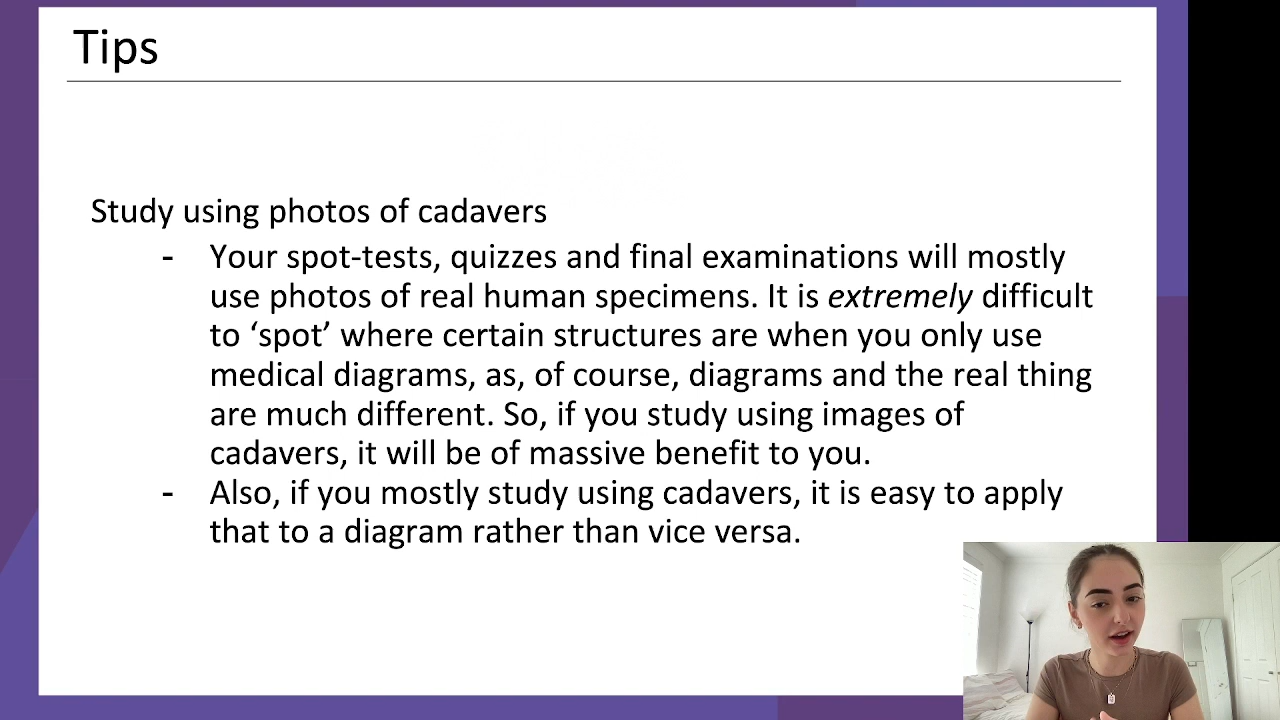 Tips
Study using photos of cadavers
- Your spot-tests, quizzes and final examinations will mostly
use photos of real human specimens. It is extremely difficult
to ‘spot’ where certain structures are when you only use
medical diagrams, as, of course, diagrams and the real thing
are much different. So, if you study using images of
cadavers, it will be of massive benefit to you.
- Also, if you mostly study using cadavers, it is easy to apply
that to a diagram rather than vice versa.